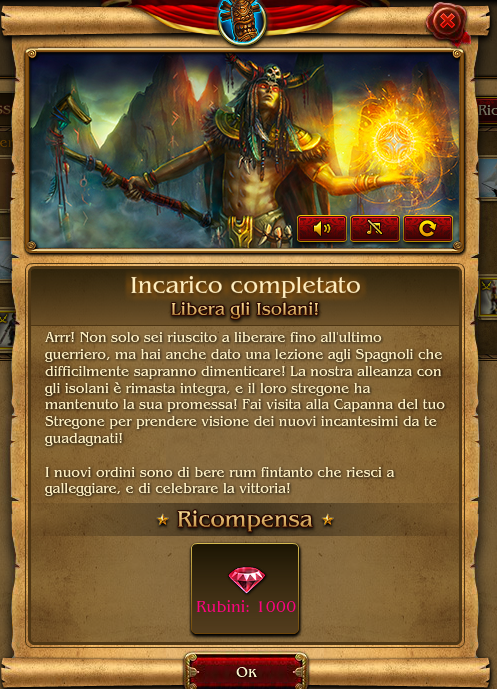 Ric
Incarico completato
Libera gli Isolani!
Arrr! Non solo sei riuscito a liberare fino all'ultimo
guerriero, ma hai anche dato una lezione agli Spagnoli che
difficilmente sapranno dimenticare! La nostra alleanza con
gli isolani è rimasta integra, e il loro stregone ha
mantenuto la sua promessa! Fai visita alla Capanna del tuo
Stregone per prendere visione dei nuovi incantesimi da te
guadagnati!
I nuovi ordini sono di bere rum fintanto che riesci a
galleggiare, e di celebrare la vittoria!
Ricompensa
Rubini: 1000
Ok